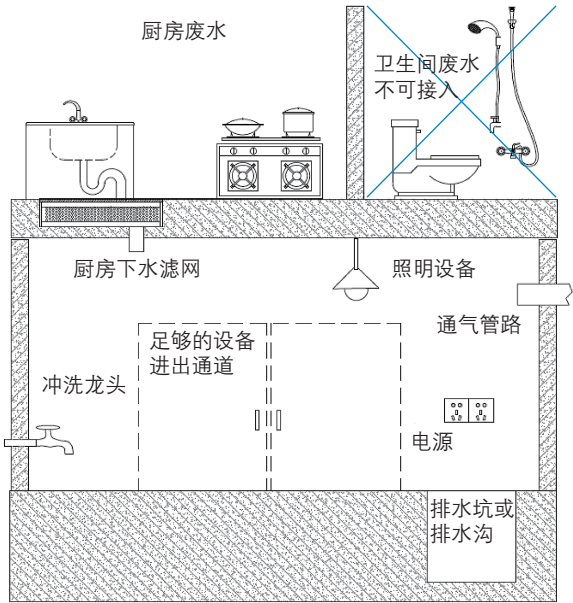 厨房废水
卫生间废水
不可接入
厨房下水滤网
照明设备
通气管路
足够的设备
进出通道
冲洗龙头
电源
排水坑或
排水沟